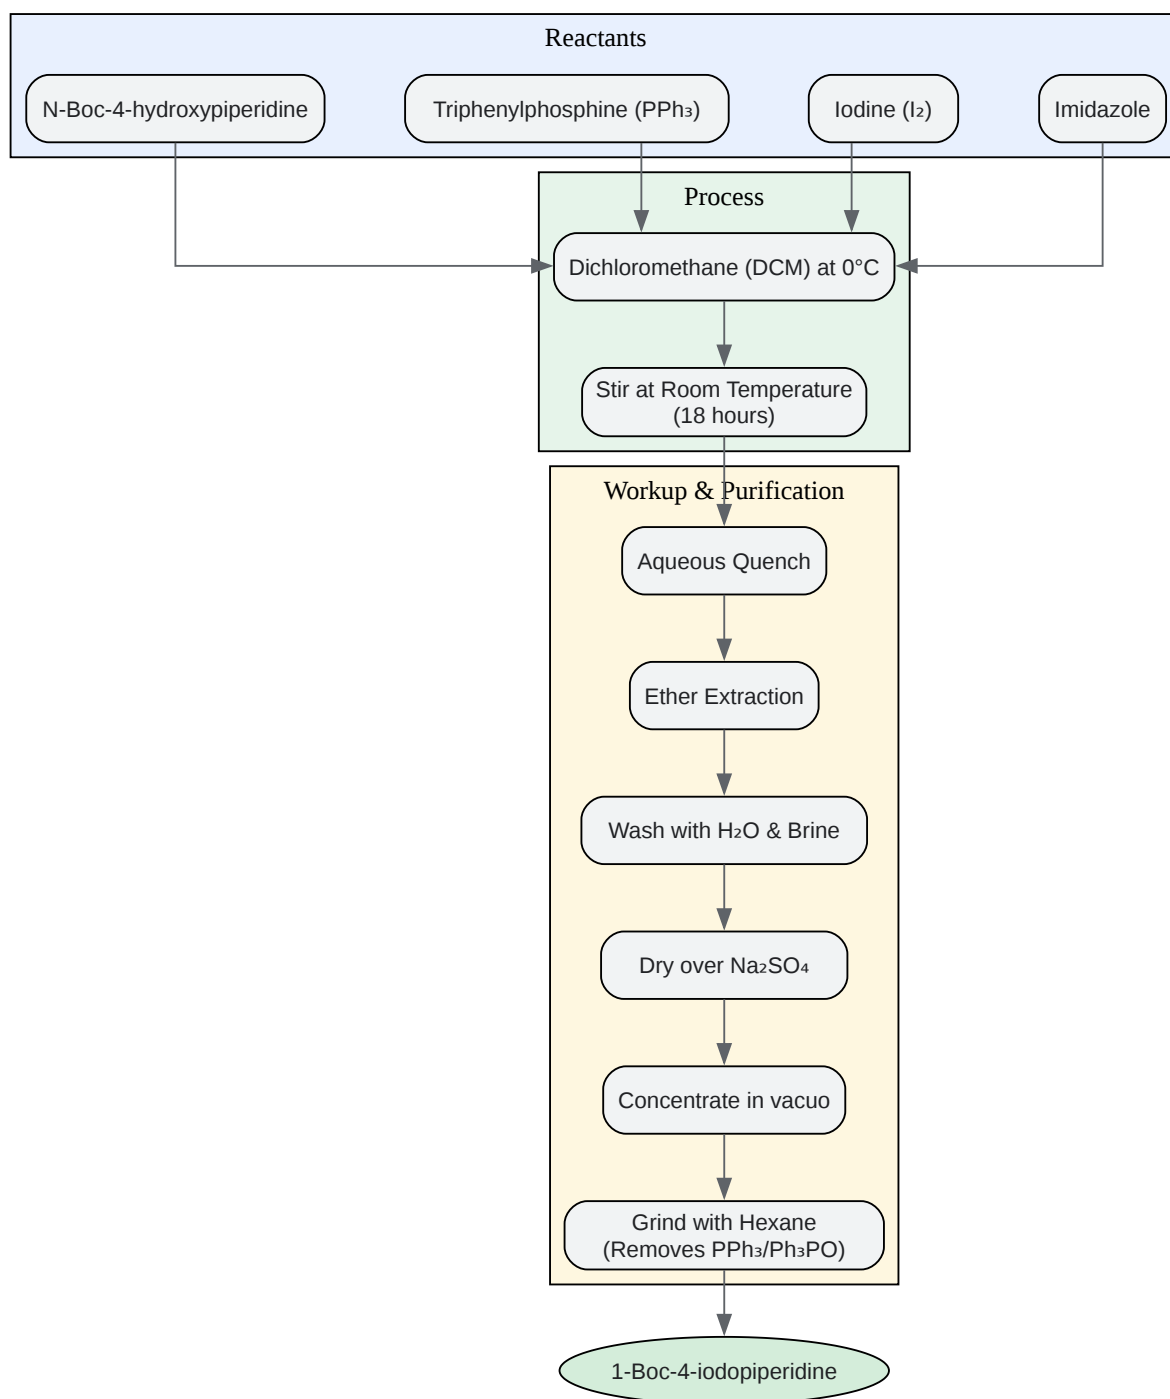 Reactants
N-Boc-4-hydroxypiperidine
Triphenylphosphine (PPh₃)
Iodine (I₂)
Imidazole
Process
Dichloromethane (DCM) at 0°C
Stir at Room Temperature
(18 hours)
Workup & Purification
Aqueous Quench
Ether Extraction
Wash with H₂O & Brine
Dry over Na₂SO₄
Concentrate in vacuo
Grind with Hexane
(Removes PPh₃/Ph₃PO)
1-Boc-4-iodopiperidine